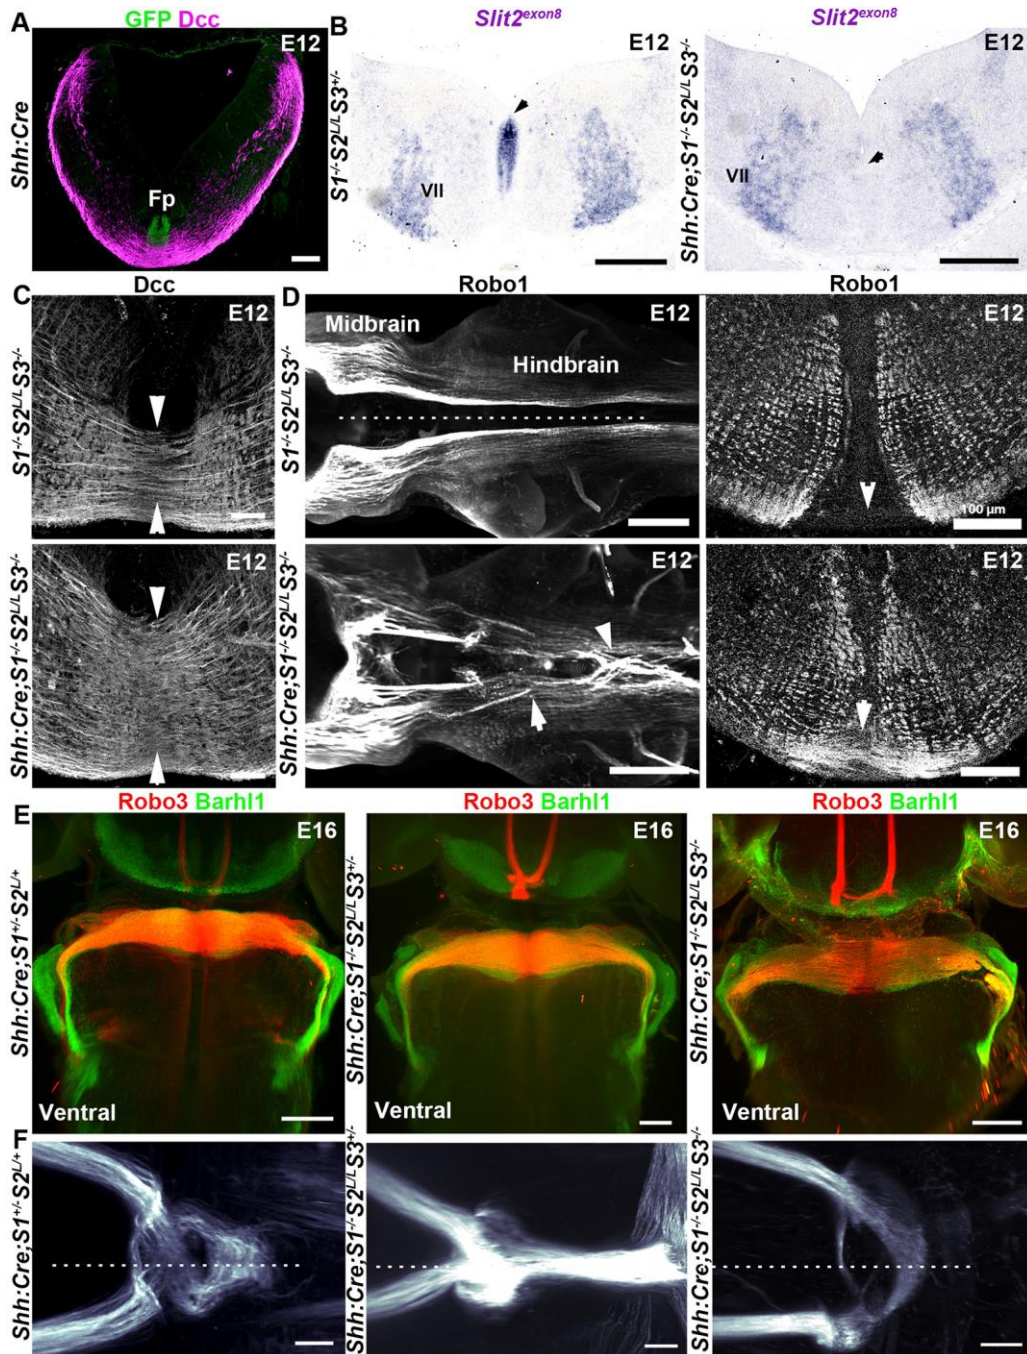 A
GFP Dcc
E12
Shh:Cre
Fp
B
Slit2exon8
E12
S1-/-S2L/LS3+/-
VII
Slit2exon8
E12
Shh:Cre;S1-/-S2L/LS3-/-
VII
C
Dcc
E12
S1-/-S2L/LS3-/-
E12
Shh:Cre;S1-/-S2L/LS3-/-
D
Robo1
E12
Midbrain
Hindbrain
S1-/-S2L/LS3-/-
Robo1
E12
100 µm
E12
Shh:Cre;S1-/-S2L/LS3-/-
E12
E
Robo3 Barhl1
E16
Shh:Cre;S1+/-S2L/+
Ventral
E16
Shh:Cre;S1-/-S2L/LS3+/-
Ventral
Robo3 Barhl1
E16
Shh:Cre;S1-/-S2L/LS3-/-
Ventral
F
Shh:Cre;S1+/-S2L/+
Shh:Cre;S1-/-S2L/LS3+/-
Shh:Cre;S1-/-S2L/LS3-/-